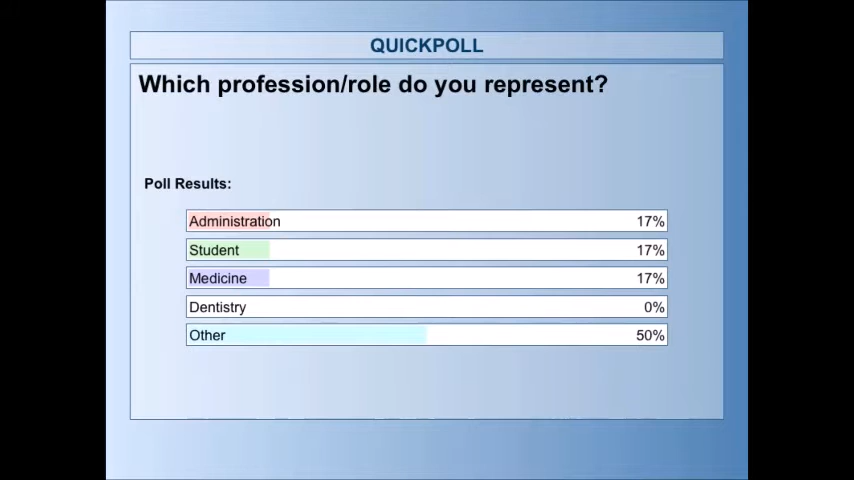 QUICKPOLL
Which profession/role do you represent?
Poll Results:
Administration 17%
Student 17%
Medicine 17%
Dentistry 0%
Other 50%